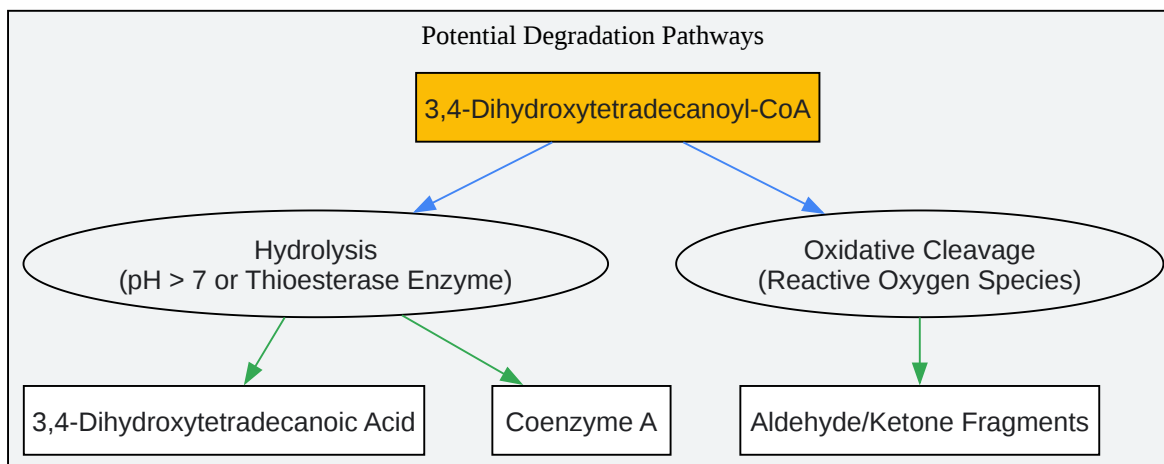 Potential Degradation Pathways
3,4-Dihydroxytetradecanoyl-CoA
Hydrolysis
(pH > 7 or Thioesterase Enzyme)
Oxidative Cleavage
(Reactive Oxygen Species)
3,4-Dihydroxytetradecanoic Acid
Coenzyme A
Aldehyde/Ketone Fragments